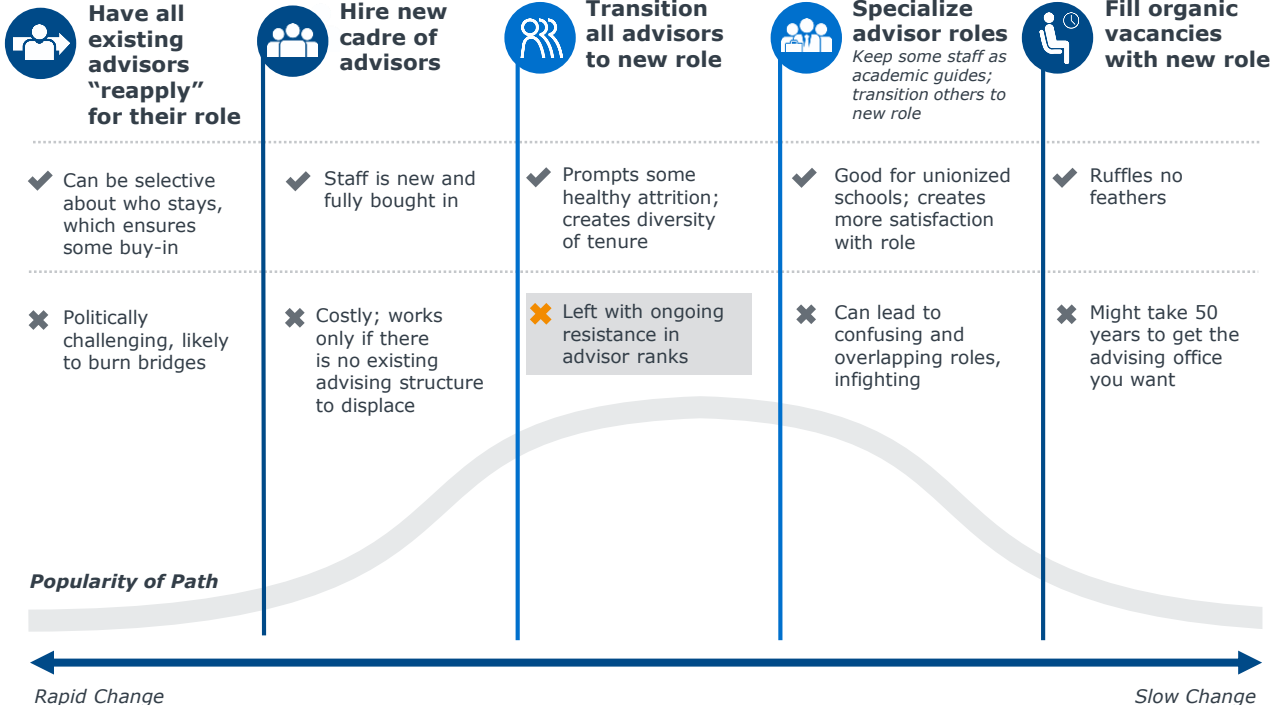 Have all
existing
advisors
“reapply”
for their role
Hire new
cadre of
advisors
Transition
all advisors
to new role
Specialize
advisor roles
Keep some staff as
academic guides;
transition others to
new role
Fill organic
vacancies
with new role
Can be selective
about who stays,
which ensures
some buy-in
Staff is new and
fully bought in
Prompts some
healthy attrition;
creates diversity
of tenure
Good for unionized
schools; creates
more satisfaction
with role
Ruffles no
feathers
Politically
challenging, likely
to burn bridges
Costly; works
only if there
is no existing
advising structure
to displace
Left with ongoing
resistance in
advisor ranks
Can lead to
confusing and
overlapping roles,
infighting
Might take 50
years to get the
advising office
you want
Popularity of Path
Rapid Change
Slow Change